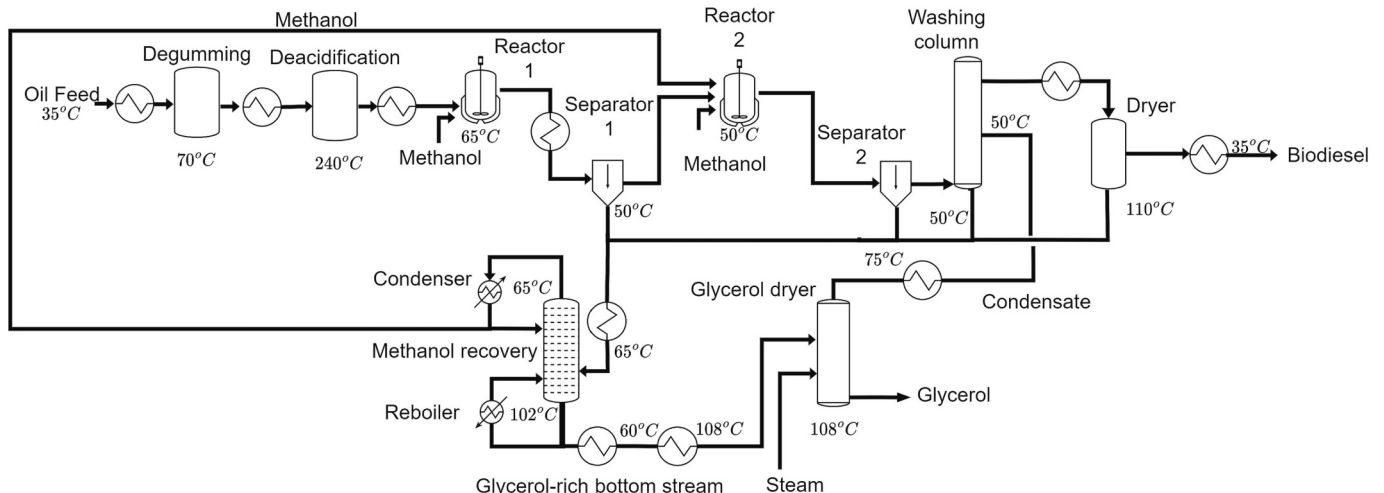 Methanol
Reactor
2
Washing
column
Degumming
Deacidification
Reactor
1
Oil Feed
35°C
Separator
1
65°C
Methanol
70°C
240°C
50°C
50°C
Methanol
Separator
2
50°C
Dryer
35°C
Biodiesel
50°C
110°C
75°C
Condenser
65°C
Glycerol dryer
Condensate
Methanol recovery
65°C
Reboiler
102°C
60°C
108°C
Glycerol
108°C
Glycerol-rich bottom stream
Steam